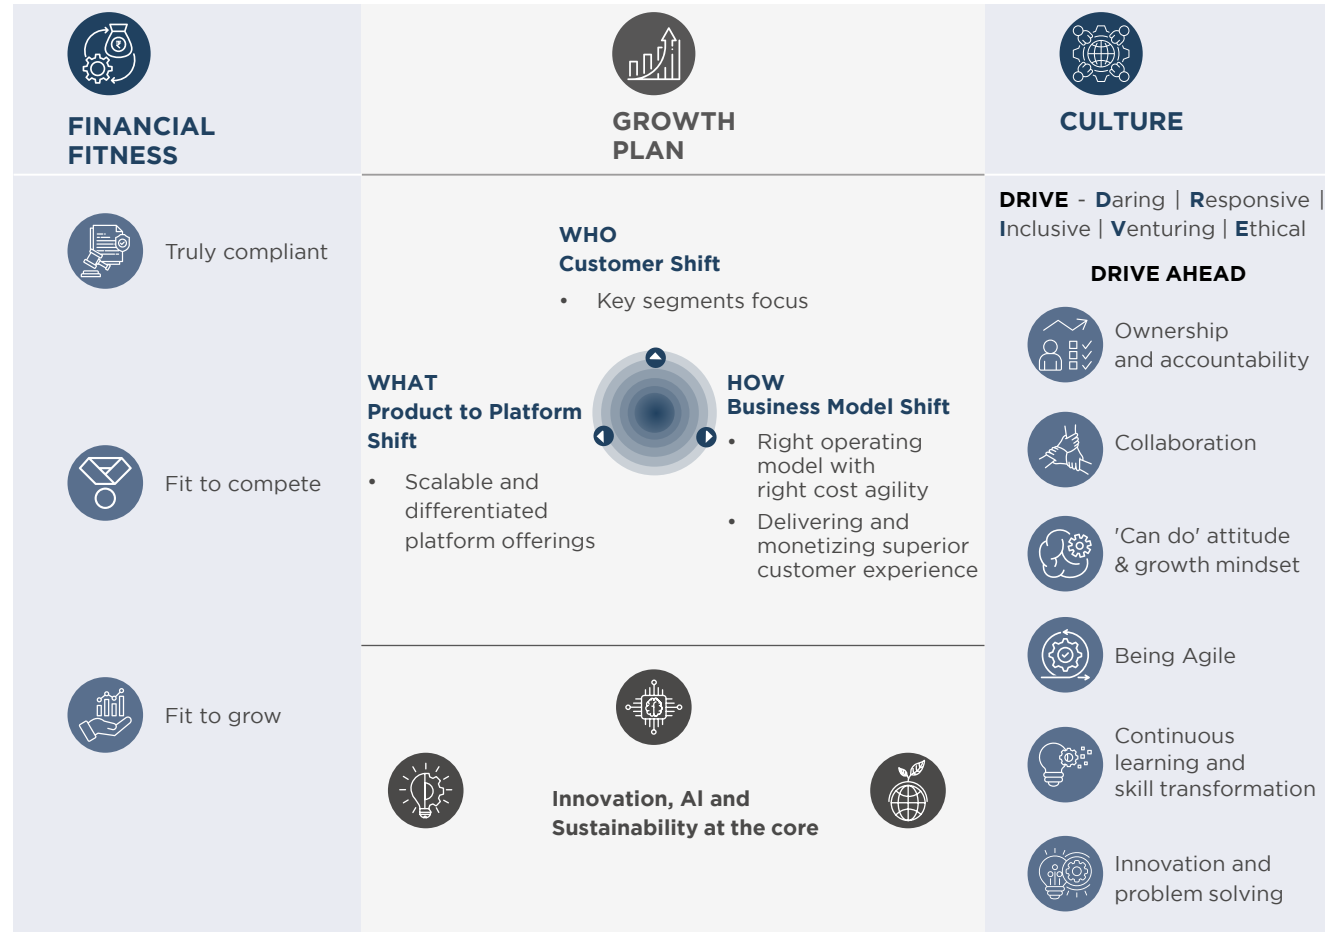 FINANCIAL
FITNESS
Truly compliant
Fit to compete
Fit to grow
GROWTH
PLAN
WHO
Customer Shift
• Key segments focus
WHAT
Product to Platform
Shift
• Scalable and
differentiated
platform offerings
HOW
Business Model Shift
• Right operating
model with
right cost agility
• Delivering and
monetizing superior
customer experience
Innovation, AI and
Sustainability at the core
CULTURE
DRIVE - Daring | Responsive |
Inclusive | Venturing | Ethical
DRIVE AHEAD
Ownership
and accountability
Collaboration
'Can do' attitude
& growth mindset
Being Agile
Continuous
learning and
skill transformation
Innovation and
problem solving